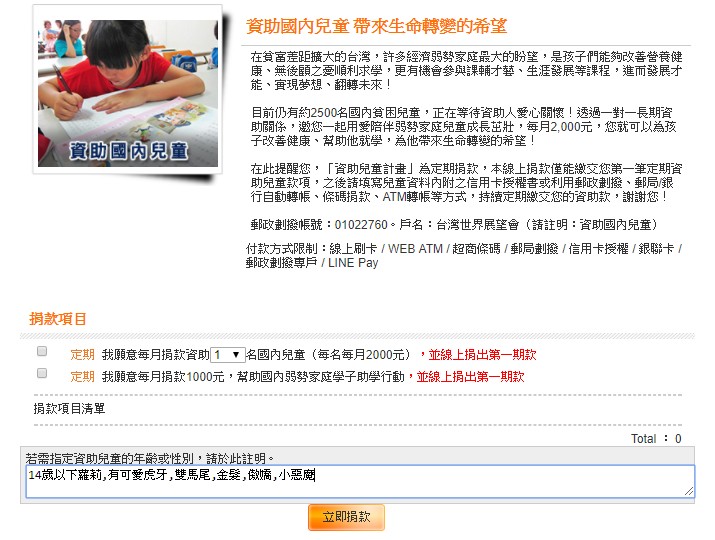 資助國內兒童 帶來生命轉變的希望
在貧富差距擴大的台灣，許多經濟弱勢家庭最大的盼望，是孩子們能夠改善營養健
康、無後顧之憂順利求學，更有機會參與課輔才藝、生涯發展等課程，進而發展才
能、實現夢想、翻轉未來！
目前仍有約2500名國內貧困兒童，正在等待資助人愛心關懷！透過一對一長期資
助關係，邀您一起用愛陪伴弱勢家庭兒童成長茁壯，每月2,000元，您就可以為孩
子改善健康、幫助他就學，為他帶來生命轉變的希望！
在此提醒您，「資助兒童計畫」為定期捐款，本線上捐款僅能繳交您第一筆定期資
助兒童款項，之後請填寫兒童資料內附之信用卡授權書或利用郵政劃撥、郵局/銀
行自動轉帳、條碼捐款、ATM轉帳等方式，持續定期繳交您的資助款，謝謝您！
郵政劃撥帳號：01022760。戶名：台灣世界展望會（請註明：資助國內兒童）
付款方式限制：線上刷卡 / WEB ATM / 超商條碼 / 郵局劃撥 / 信用卡授權 / 銀聯卡 /
郵政劃撥專戶 / LINE Pay
資助國內兒童
捐款項目
定期 我願意每月捐款資助1名國內兒童（每名每月2000元），並線上捐出第一期款
定期 我願意每月捐款1000元，幫助國內弱勢家庭學子助學行動，並線上捐出第一期款
捐款項目清單
Total ： 0
若需指定資助兒童的年齡或性別，請於此註明。
14歲以下蘿莉,有可愛虎牙,雙馬尾,金髮,傲嬌,小惡魔
立即捐款